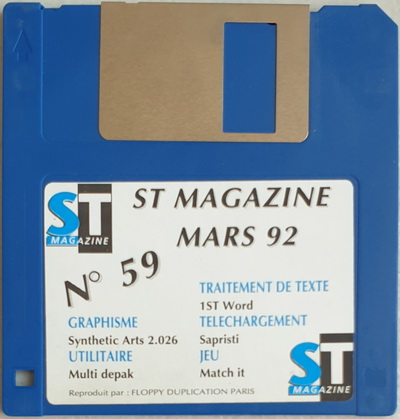 ST MAGAZINE
ST MAGAZINE
MARS 92
N° 59
TRAITEMENT DE TEXTE
1ST Word
GRAPHISME
Synthetic Arts 2.026
TELECHARGEMENT
Sapristi
UTILITAIRE
Multi depak
JEU
Match it
ST MAGAZINE
Reproduit par : FLOPPY DUPLICATION PARIS